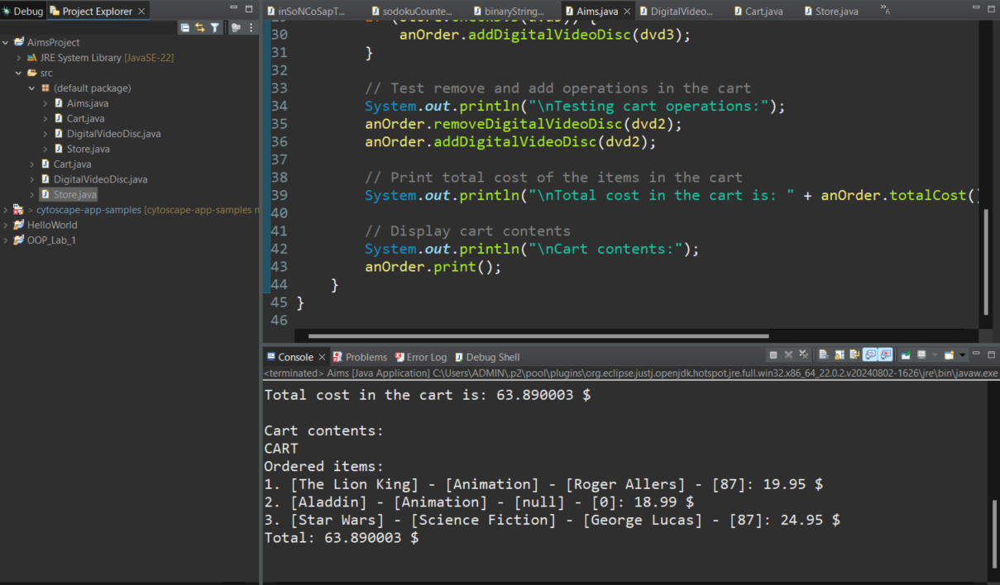 Debug
Project Explorer
AimsProject
JRE System Library [JavaSE-22]
src
(default package)
Aims.java
Cart.java
DigitalVideoDisc.java
Store.java
Cart.java
DigitalVideoDisc.java
Store.java
> cytoscape-app-samples [cytoscape-app-samples
HelloWorld
OOP_Lab_1
inSoNCoSapT...
sodokuCounte...
binaryString...
Aims.java
DigitalVideo...
Cart.java
Store.java
30 anOrder.addDigitalVideoDisc(dvd3);
31 }
32
33 // Test remove and add operations in the cart
34 System.out.println("\nTesting cart operations:");
35 anOrder.removeDigitalVideoDisc(dvd2);
36 anOrder.addDigitalVideoDisc(dvd2);
37
38 // Print total cost of the items in the cart
39 System.out.println("\nTotal cost in the cart is: " + anOrder.totalCost()
40
41 // Display cart contents
42 System.out.println("\nCart contents:");
43 anOrder.print();
44 }
45 }
46
Console
Problems
Error Log
Debug Shell
<terminated> Aims [Java Application] C:\Users\ADMIN\.p2\pool\plugins\org.eclipse.justj.openjdk.hotspot.jre.full.win32.x86_64_22.0.2.v20240802-1626\jre\bin\javaw.exe
Total cost in the cart is: 63.890003 $
Cart contents:
CART
Ordered items:
1. [The Lion King] - [Animation] - [Roger Allers] - [87]: 19.95 $
2. [Aladdin] - [Animation] - [null] - [0]: 18.99 $
3. [Star Wars] - [Science Fiction] - [George Lucas] - [87]: 24.95 $
Total: 63.890003 $